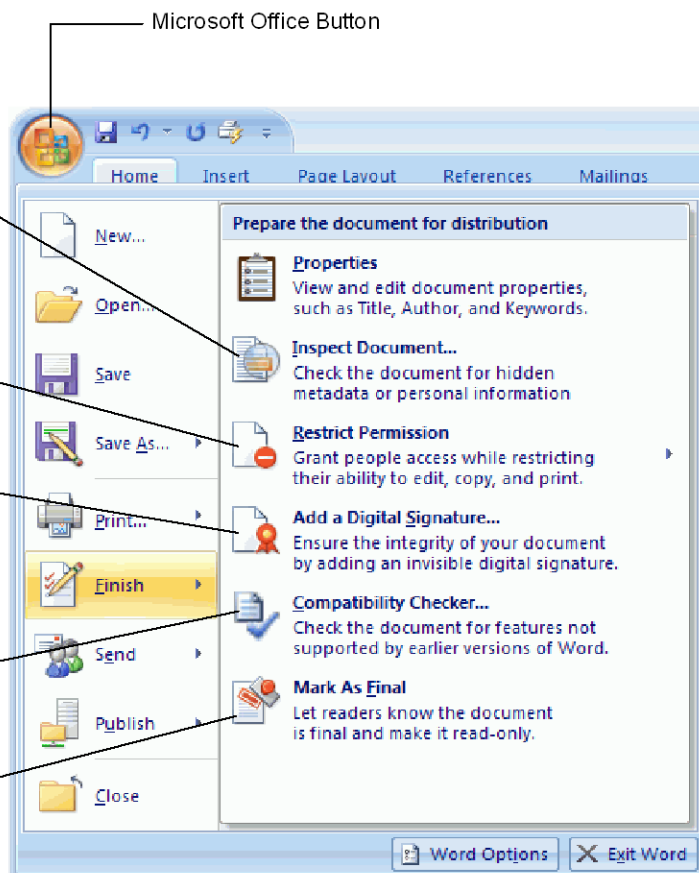 Microsoft Office Button
Home Insert Page Layout References Mailings
New...
Open...
Save
Save As...
Print...
Finish
Send
Publish
Close
Prepare the document for distribution
Properties
View and edit document properties,
such as Title, Author, and Keywords.
Inspect Document...
Check the document for hidden
metadata or personal information
Restrict Permission
Grant people access while restricting
their ability to edit, copy, and print.
Add a Digital Signature...
Ensure the integrity of your document
by adding an invisible digital signature.
Compatibility Checker...
Check the document for features not
supported by earlier versions of Word.
Mark As Final
Let readers know the document
is final and make it read-only.
Word Options Exit Word